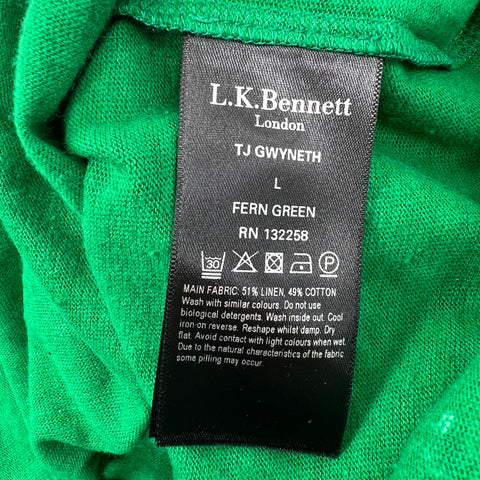 L.K.Bennett
London
TJ GWYNETH
L
FERN GREEN
RN 132258
30
P
MAIN FABRIC: 51% LINEN, 49% COTTON
Wash with similar colours. Do not use
biological detergents. Wash inside out. Cool
iron on reverse. Reshape whilst damp. Dry
flat. Avoid contact with light colours when wet.
Due to the natural characteristics of the fabric
some pilling may occur.